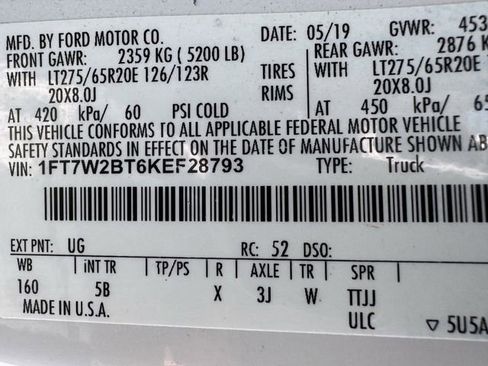 MFD. BY FORD MOTOR CO. 05/19 GVWR: 453
FRONT GAWR: 2359 KG ( 5200 LB) REAR GAWR: 2876 K
WITH LT275/65R20E 126/123R TIRES WITH LT275/65R20E
20X8.0J RIMS 20X8.0J
AT 420 kPa/ 60 PSI COLD AT 450 kPa/ 65
THIS VEHICLE CONFORMS TO ALL APPLICABLE FEDERAL MOTOR VEHICLE
SAFETY STANDARDS IN EFFECT ON THE DATE OF MANUFACTURE SHOWN AB
VIN: 1FT7W2BT6KEF28793 TYPE: Truck
EXT PNT: UG RC: 52 DSO:
WB INT TR TP/PS R AXLE TR SPR
160 5B X 3J W TTJJ
MADE IN U.S.A. ULC
▽ 5U5A